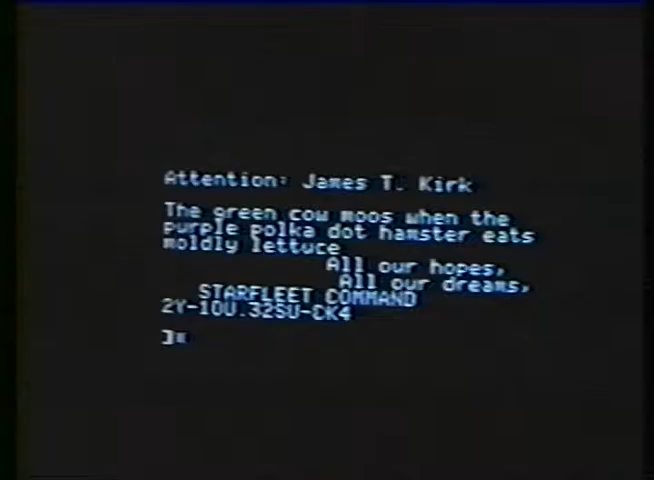 Attention: James T. Kirk
The green cow moos when the
purple polka dot hamster eats
moldly lettuce
All our hopes,
All our dreams,
STARFLEET COMMAND
2Y-10U.32SU-CK4
]